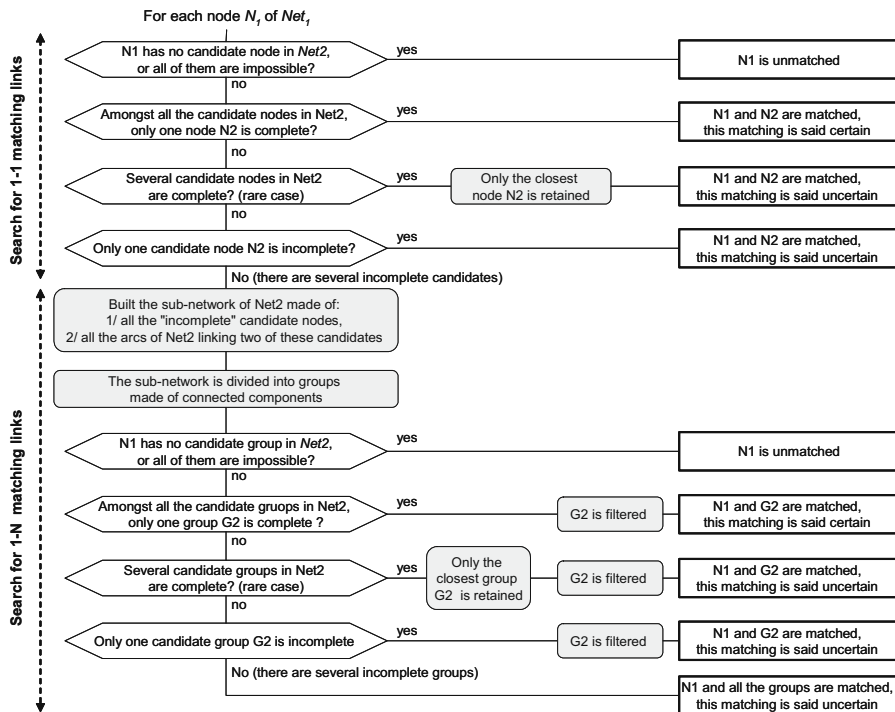 For each node N1 of Net1
Search for 1-1 matching links
N1 has no candidate node in Net2,
or all of them are impossible?
yes
N1 is unmatched
no
Amongst all the candidate nodes in Net2,
only one node N2 is complete?
yes
N1 and N2 are matched,
this matching is said certain
no
Several candidate nodes in Net2
are complete? (rare case)
yes
Only the closest
node N2 is retained
N1 and N2 are matched,
this matching is said uncertain
no
Only one candidate node N2 is incomplete?
yes
N1 and N2 are matched,
this matching is said uncertain
No (there are several incomplete candidates)
Search for 1-N matching links
Built the sub-network of Net2 made of:
1/ all the "incomplete" candidate nodes,
2/ all the arcs of Net2 linking two of these candidates
The sub-network is divided into groups
made of connected components
N1 has no candidate group in Net2,
or all of them are impossible?
yes
N1 is unmatched
no
Amongst all the candidate gruops in Net2,
only one group G2 is complete ?
yes
G2 is filtered
N1 and G2 are matched,
this matching is said certain
no
Several candidate groups in Net2
are complete? (rare case)
yes
Only the
closest group
G2 is retained
G2 is filtered
N1 and G2 are matched,
this matching is said uncertain
no
Only one candidate group G2 is incomplete
yes
G2 is filtered
N1 and G2 are matched,
this matching is said uncertain
No (there are several incomplete groups)
N1 and all the groups are matched,
this matching is said uncertain